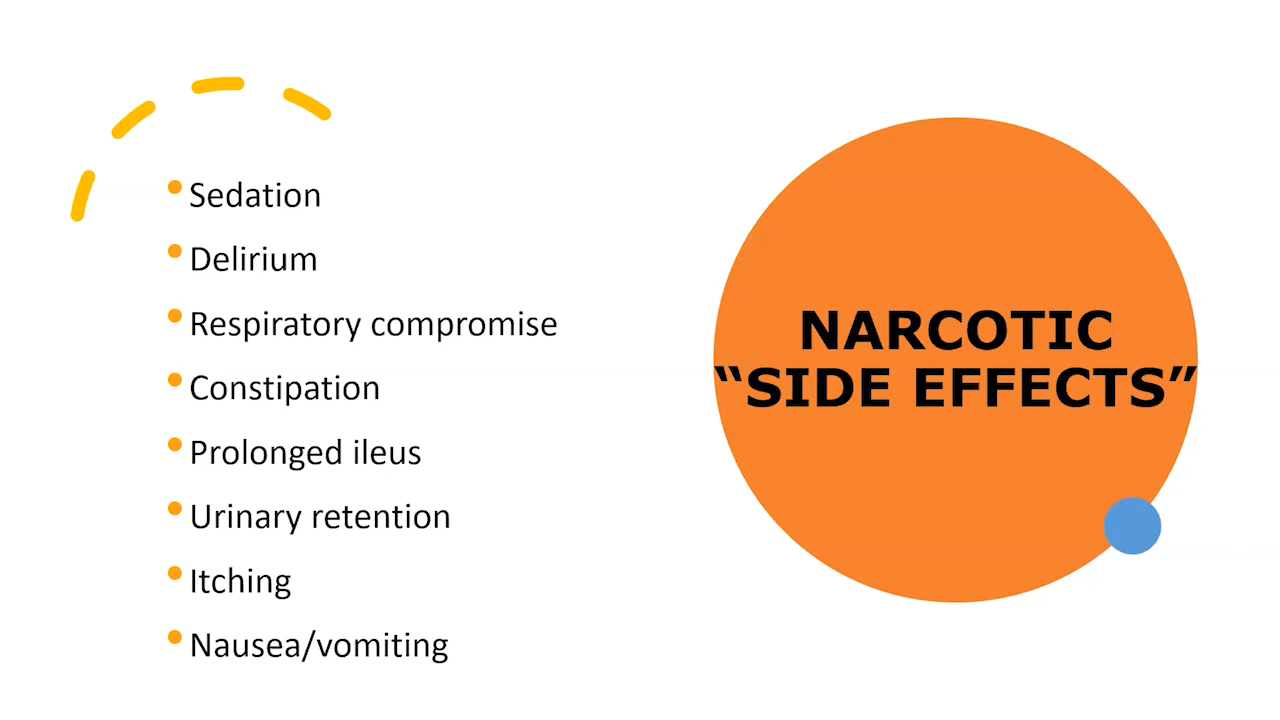 Sedation
Delirium
Respiratory compromise
Constipation
Prolonged ileus
Urinary retention
Itching
Nausea/vomiting
NARCOTIC
“SIDE EFFECTS”